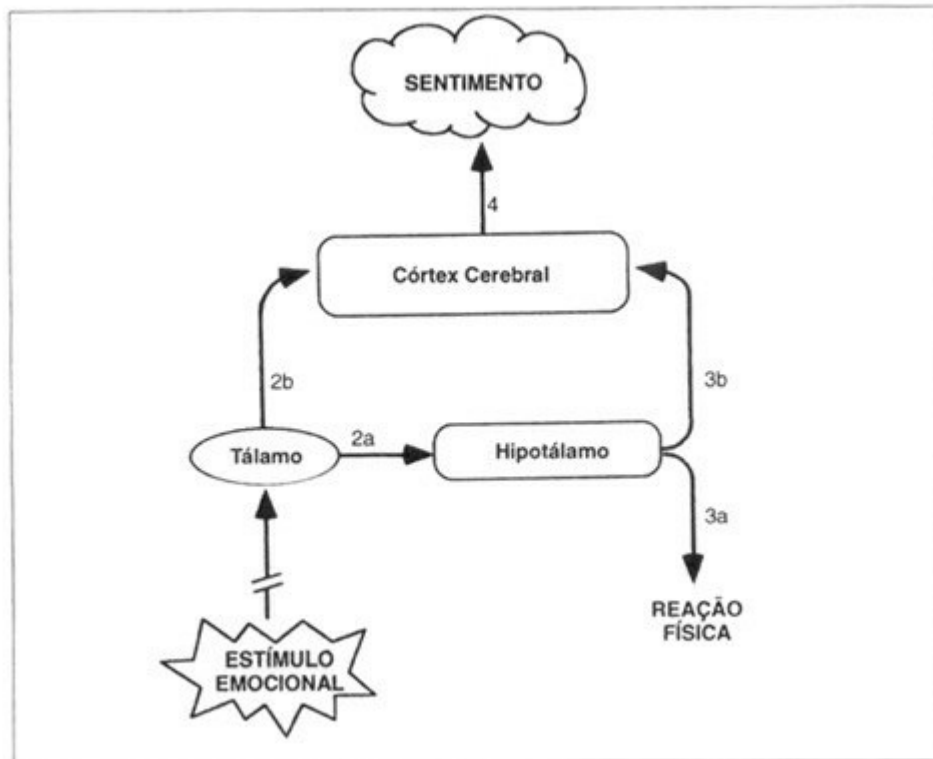 SENTIMENTO
4
Córtex Cerebral
2b
3b
Tálamo
2a
Hipotálamo
3a
REAÇÃO
FÍSICA
ESTÍMULO
EMOCIONAL